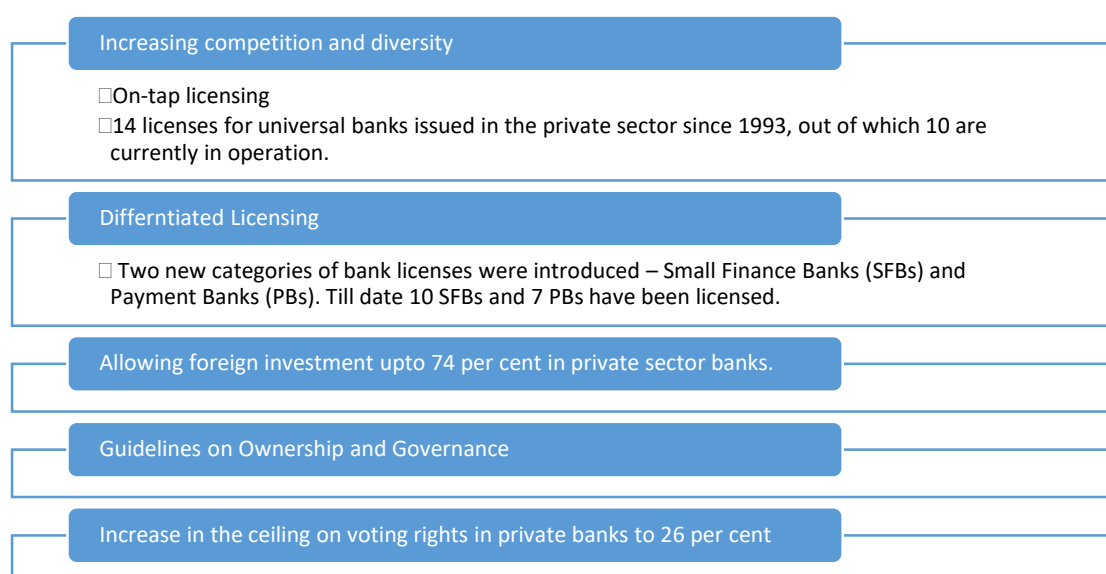 Increasing competition and diversity
□On-tap licensing
□14 licenses for universal banks issued in the private sector since 1993, out of which 10 are
currently in operation.
Differntiated Licensing
□ Two new categories of bank licenses were introduced – Small Finance Banks (SFBs) and
Payment Banks (PBs). Till date 10 SFBs and 7 PBs have been licensed.
Allowing foreign investment upto 74 per cent in private sector banks.
Guidelines on Ownership and Governance
Increase in the ceiling on voting rights in private banks to 26 per cent